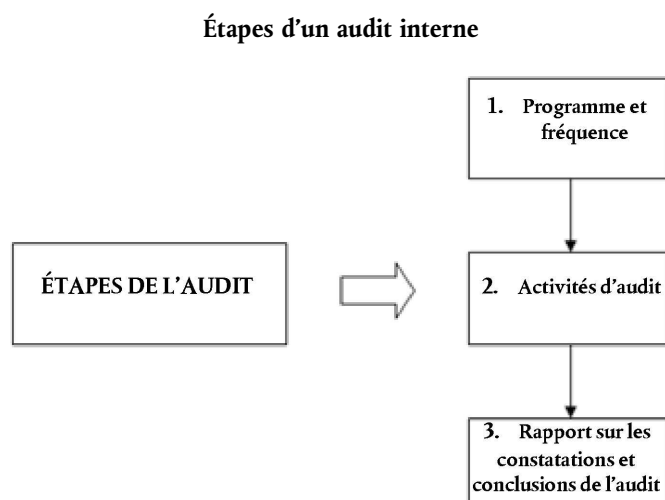 Étapes d’un audit interne
1. Programme et
fréquence
ÉTAPES DE L’AUDIT
2. Activités d’audit
3. Rapport sur les
constatations et
conclusions de l’audit